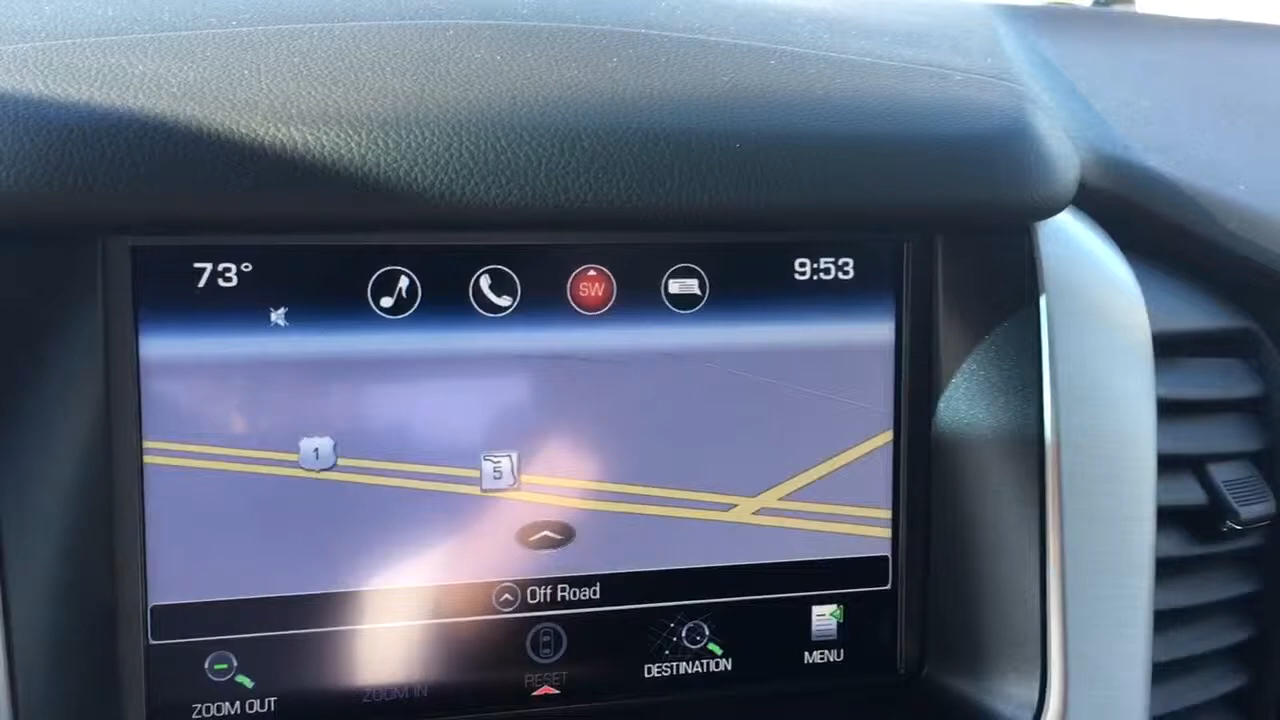 73°
SW
9:53
1
5
Off Road
ZOOM OUT
ZOOM IN
RESET
DESTINATION
MENU